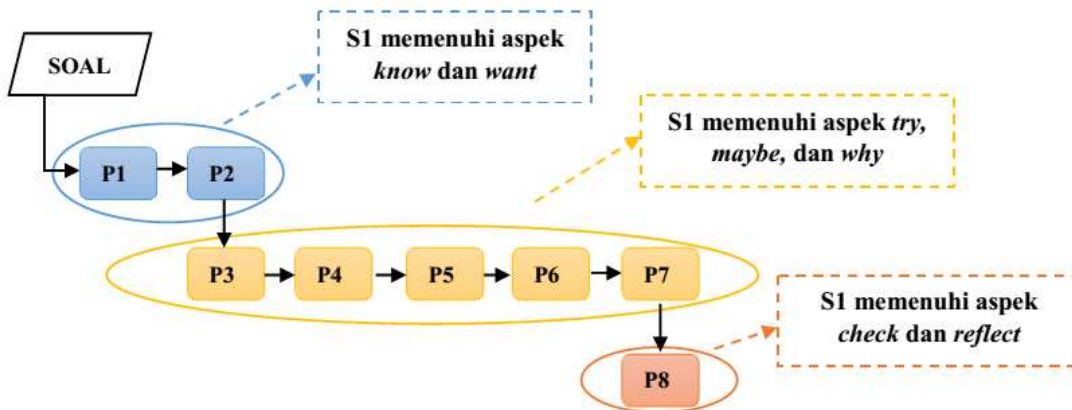 SOAL
S1 memenuhi aspek
know dan want
S1 memenuhi aspek try,
maybe, dan why
P1
P2
P3
P4
P5
P6
P7
S1 memenuhi aspek
check dan reflect
P8